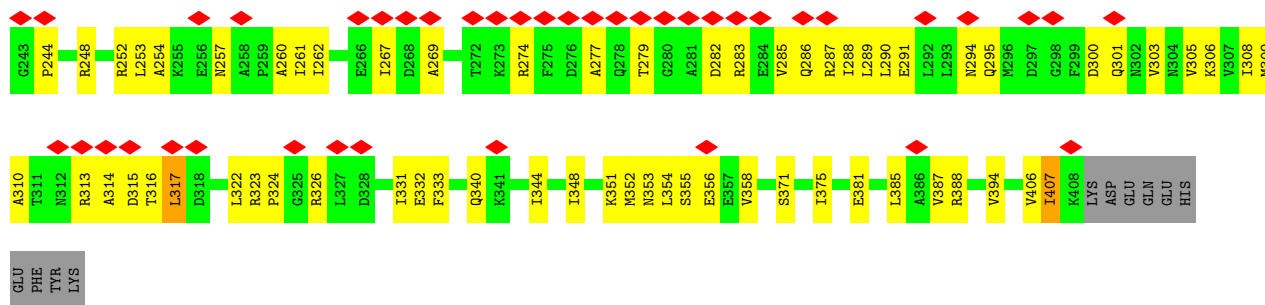 G243 P244 R248 R252 L253 A254 K255 E256 N257 A258 P259 A260 I261 I262 E266 I267 D268 A269 T272 K273 R274 F275 D276 A277 Q278 T279 G280 A281 D282 R283 E284 V285 Q286 R287 I288 L289 L290 E291 L292 L293 N294 Q295 M296 D297 G298 F299 D300 Q301 N302 V303 N304 V305 K306 V307 I308 M309
A310 T311 N312 R313 A314 D315 T316 L317 D318 L322 R323 P324 G325 R326 L327 D328 I331 E332 F333 Q340 K341 I344 I348 K351 M352 N353 L354 S355 E356 E357 V358 S371 I375 E381 L385 A386 V387 R388 V394 V406 I407 K408 LYS ASP GLU GLN GLU HIS
GLU PHE TYR LYS